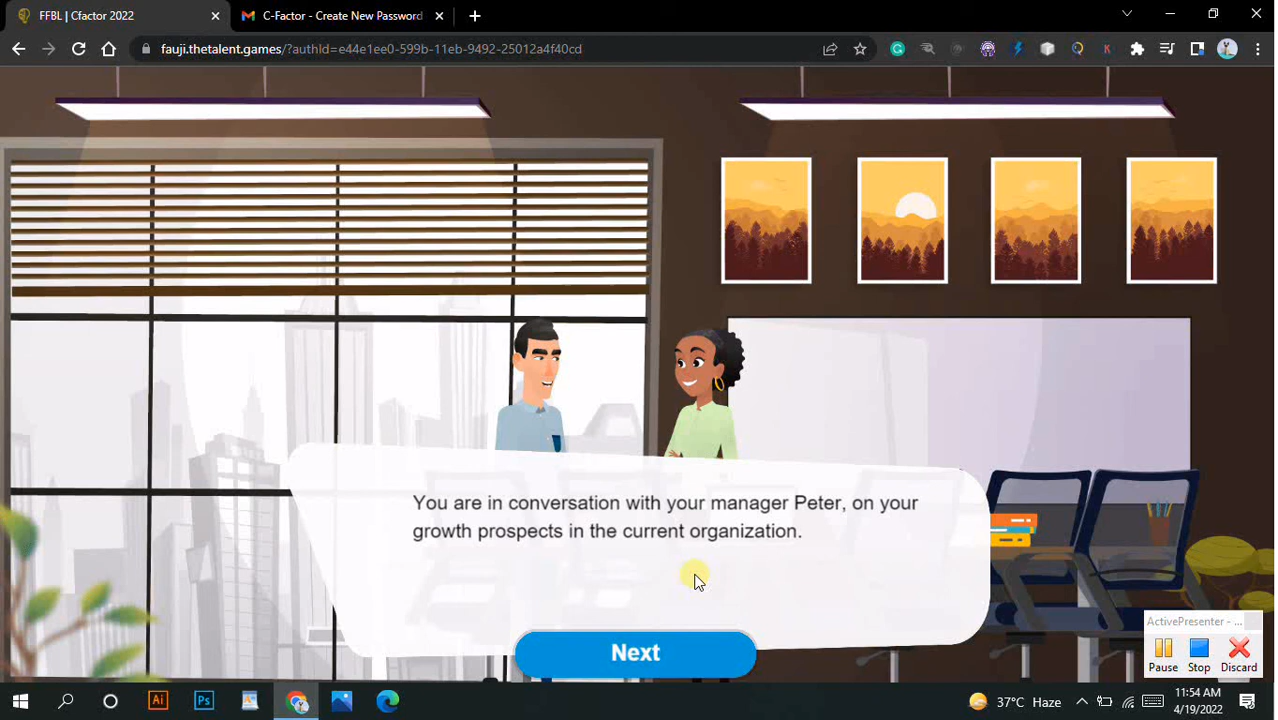 FFBL | Cfactor 2022
C-Factor - Create New Password
fauji.thetalent.games/?authId=e44e1ee0-599b-11eb-9492-25012a4f40cd
You are in conversation with your manager Peter, on your
growth prospects in the current organization.
Next
ActivePresenter - ...
Pause Stop Discard
Ai Ps
37°C Haze
11:54 AM
4/19/2022